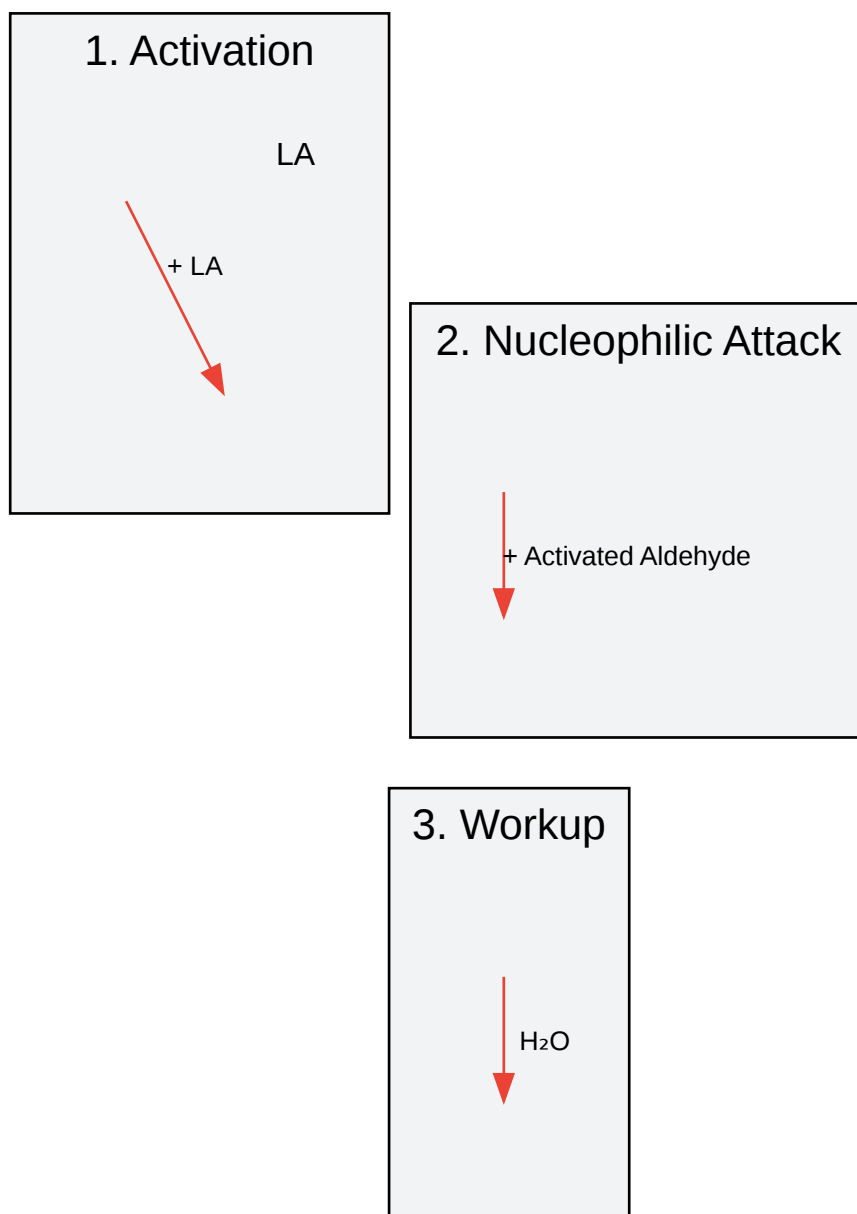 1. Activation
LA
+ LA
2. Nucleophilic Attack
+ Activated Aldehyde
3. Workup
H₂O